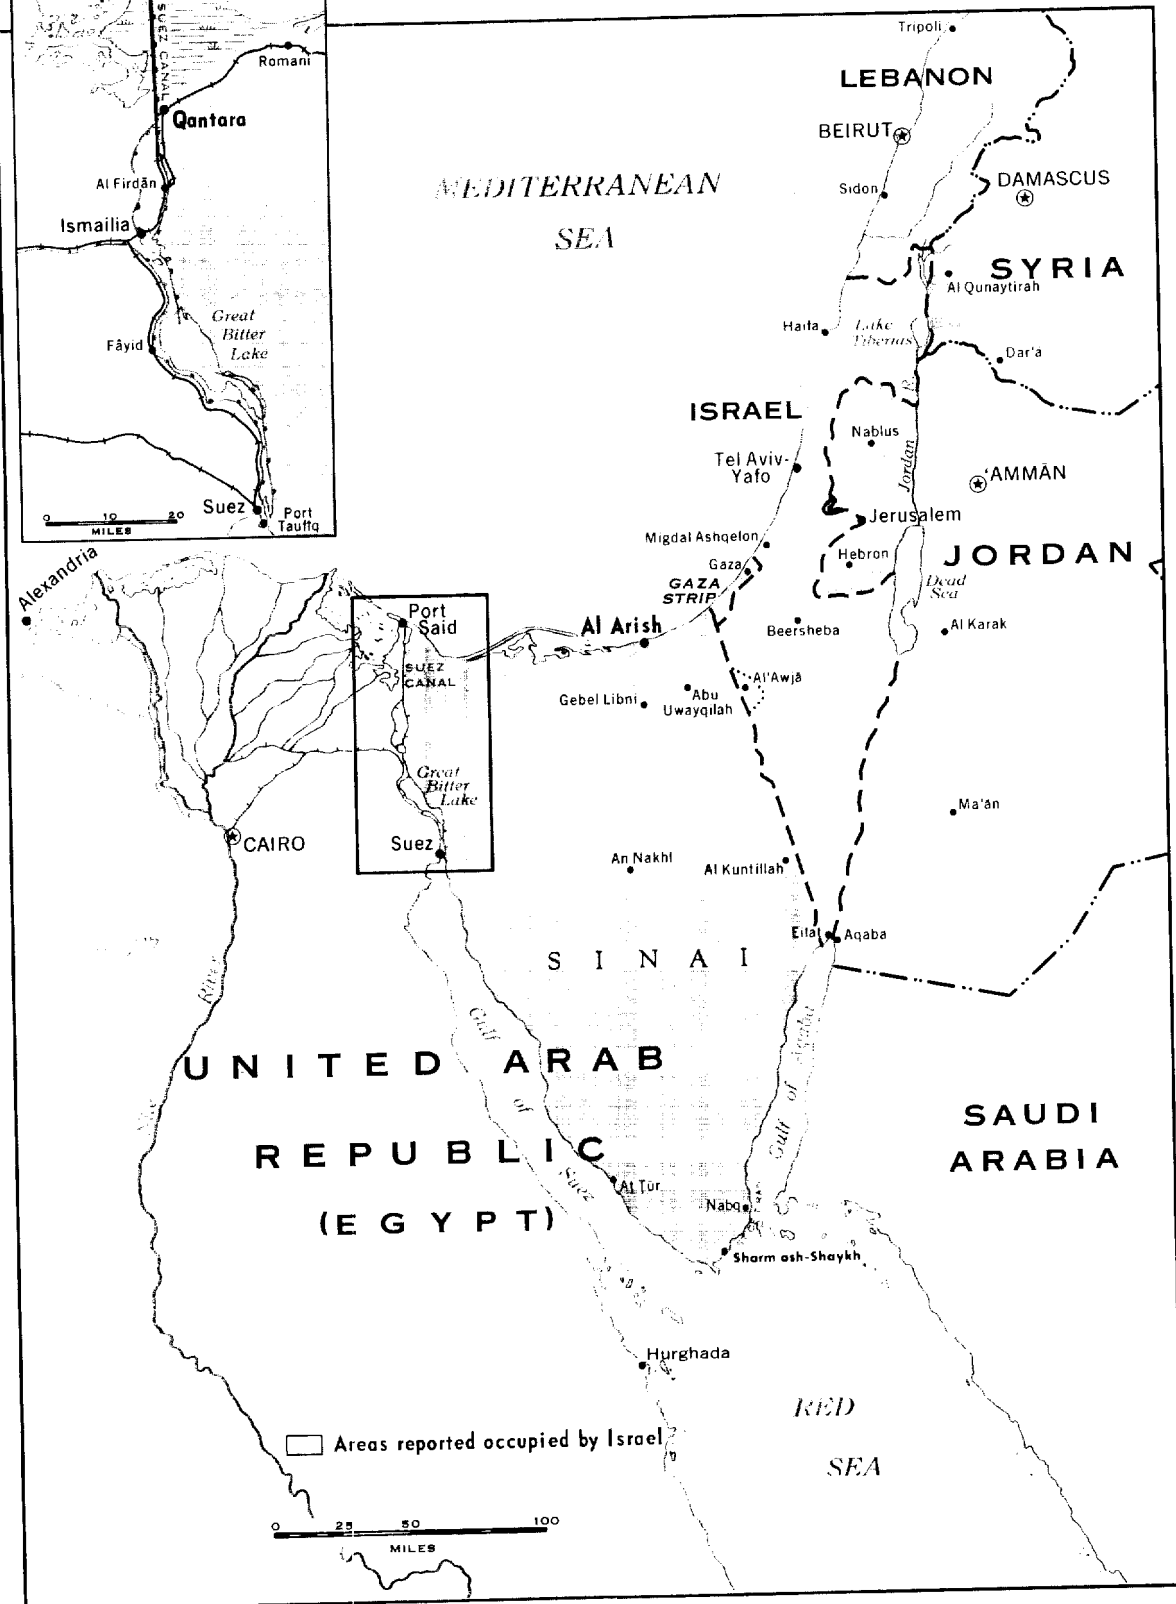 SUEZ CANAL
Romani
Qantara
Al Firdān
Ismailia
Great
Bitter
Lake
Fâyid
Suez
Port
Taufiq
0 10 20
MILES
Tripoli
LEBANON
BEIRUT
MEDITERRANEAN
SEA
Sidon
DAMASCUS
SYRIA
Al Qunaytirah
Haifa
Lake
Tiberias
Dar'a
ISRAEL
Nablus
Tel Aviv-
Yafo
Jordan
R.
'AMMĀN
Jerusalem
Migdal Ashqelon
Hebron
JORDAN
Gaza
GAZA
STRIP
Dead
Sea
Alexandria
Port
Said
Al Arish
Beersheba
Al Karak
SUEZ
CANAL
Gebel Libni
Abu
Uwayqilah
Al'Awjā
Great
Bitter
Lake
Ma'ān
CAIRO
Suez
An Nakhl
Al Kuntillah
Eilat
Aqaba
SINAI
River
Gulf
of
Suez
Gulf of Aqaba
UNITED ARAB
REPUBLIC
(EGYPT)
SAUDI
ARABIA
At Tūr
Nabq
Sharm ash-Shaykh
Hurghada
RED
SEA
Areas reported occupied by Israel
0 25 50 100
MILES